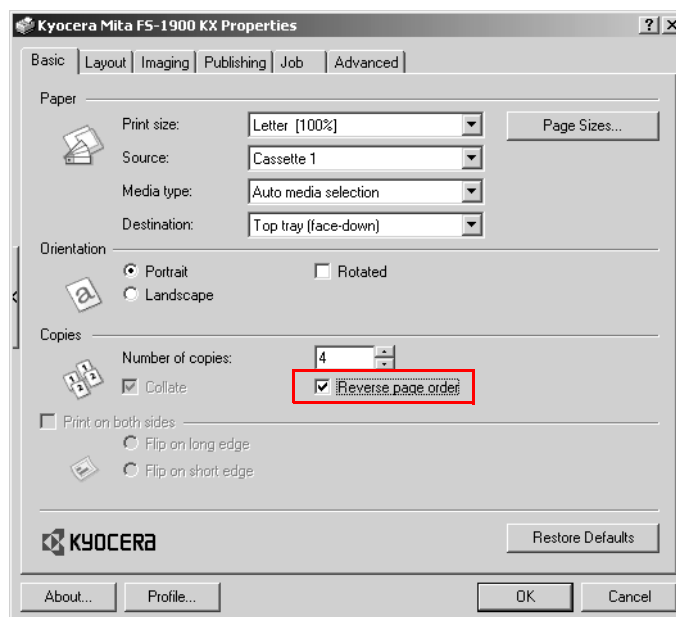 Kyocera Mita FS-1900 KX Properties
Basic Layout Imaging Publishing Job Advanced
Paper
Print size: Letter [100%] Page Sizes...
Source: Cassette 1
Media type: Auto media selection
Destination: Top tray (face-down)
Orientation
Portrait Rotated
Landscape
Copies
Number of copies: 4
Collate Reverse page order
Print on both sides
Flip on long edge
Flip on short edge
KYOCERA Restore Defaults
About... Profile... OK Cancel